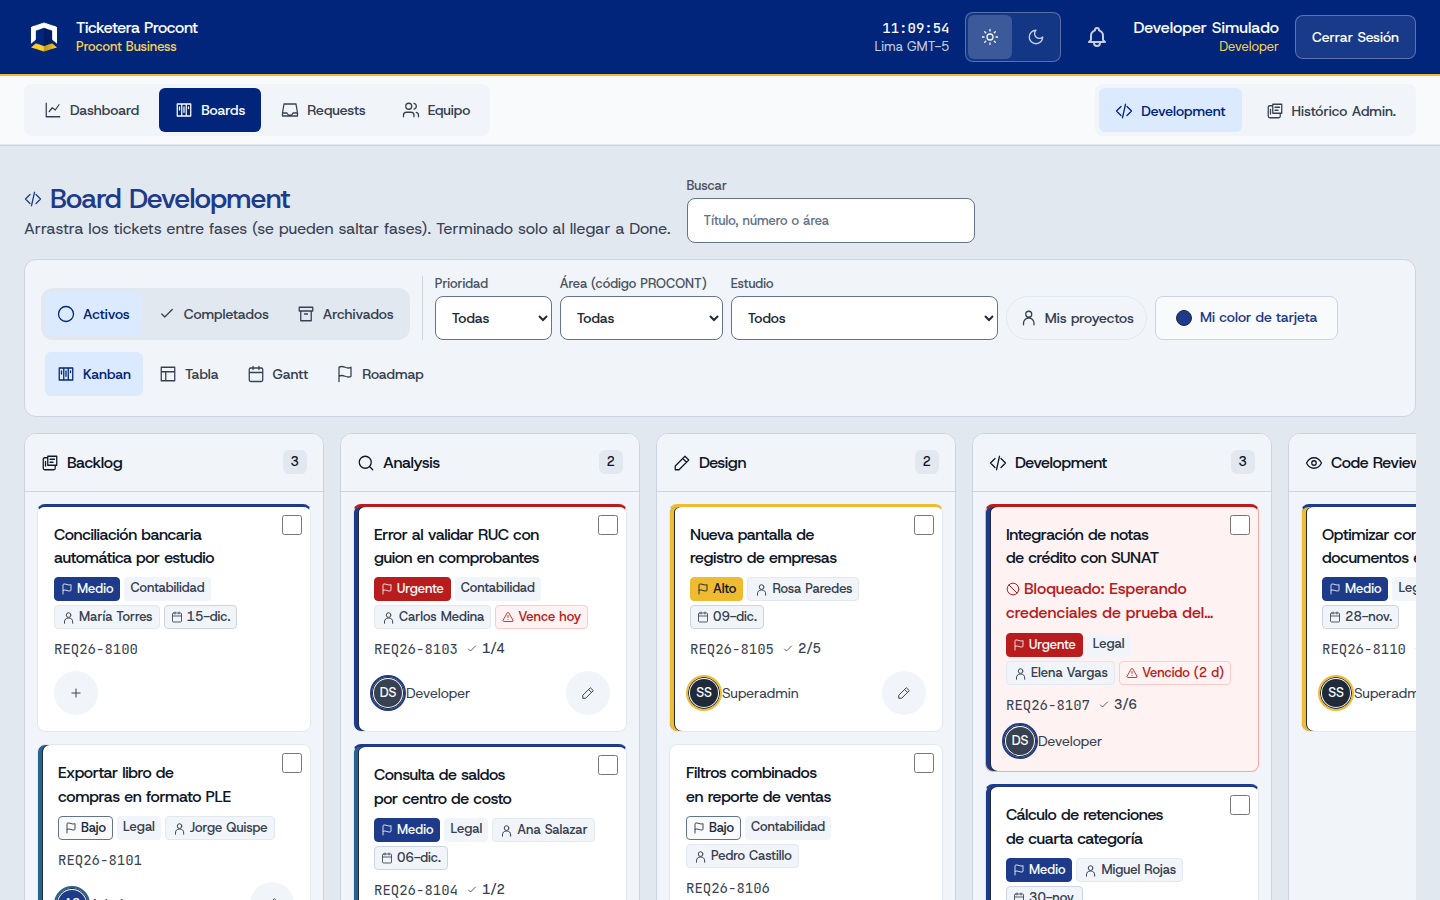 Ticketera Procont
Procont Business
11:09:54
Lima GMT-5
Developer Simulado
Developer
Cerrar Sesión
Dashboard
Boards
Requests
Equipo
Development
Histórico Admin.
Board Development
Arrastra los tickets entre fases (se pueden saltar fases). Terminado solo al llegar a Done.
Buscar
Título, número o área
Activos
Completados
Archivados
Prioridad
Todas
Área (código PROCONT)
Todas
Estudio
Todos
Mis proyectos
Mi color de tarjeta
Kanban
Tabla
Gantt
Roadmap
Backlog
3
Conciliación bancaria
automática por estudio
Medio
Contabilidad
María Torres
15-dic.
REQ26-8100
Exportar libro de
compras en formato PLE
Bajo
Legal
Jorge Quispe
REQ26-8101
Analysis
2
Error al validar RUC con
guion en comprobantes
Urgente
Contabilidad
Carlos Medina
Vence hoy
REQ26-8103
1/4
DS
Developer
Consulta de saldos
por centro de costo
Medio
Legal
Ana Salazar
06-dic.
REQ26-8104
1/2
Design
2
Nueva pantalla de
registro de empresas
Alto
Rosa Paredes
09-dic.
REQ26-8105
2/5
SS
Superadmin
Filtros combinados
en reporte de ventas
Bajo
Contabilidad
Pedro Castillo
REQ26-8106
Development
3
Integración de notas
de crédito con SUNAT
Bloqueado: Esperando
credenciales de prueba del...
Urgente
Legal
Elena Vargas
Vencido (2 d)
REQ26-8107
3/6
DS
Developer
Cálculo de retenciones
de cuarta categoría
Medio
Miguel Rojas
30-nov.
Code Review
Optimizar
documentos
Medio
28-nov.
REQ26-8110
SS